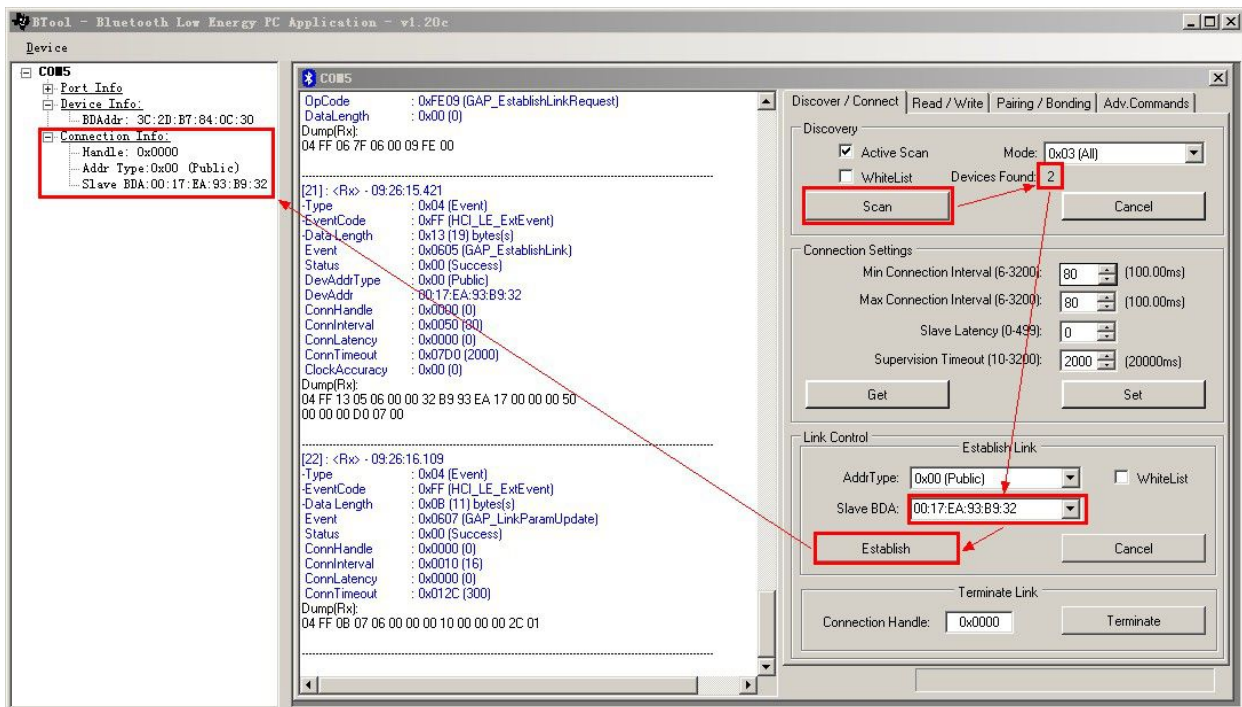 BTool - Bluetooth Low Energy PC Application - v1.20c
Device
COM5
Port Info
Device Info:
BDAddr: 3C:2D:B7:84:0C:30
Connection Info:
Handle: 0x0000
Addr Type:0x00 (Public)
Slave BDA:00:17:EA:93:B9:32
COM5
OpCode : 0xFE09 (GAP_EstablishLinkRequest)
DataLength : 0x00 (0)
Dump(Rx):
04 FF 06 7F 06 00 09 FE 00
[21] : <Rx> - 09:26:15.421
-Type : 0x04 (Event)
-EventCode : 0xFF (HCI_LE_ExtEvent)
-Data Length : 0x13 (19) bytes(s)
Event : 0x0605 (GAP_EstablishLink)
Status : 0x00 (Success)
DevAddrType : 0x00 (Public)
DevAddr : 00:17:EA:93:B9:32
ConnHandle : 0x0000 (0)
ConnInterval : 0x0050 (80)
ConnLatency : 0x0000 (0)
ConnTimeout : 0x07D0 (2000)
ClockAccuracy : 0x00 (0)
Dump(Rx):
04 FF 13 05 06 00 00 32 B9 93 EA 17 00 00 00 50
00 00 00 D0 07 00
[22] : <Rx> - 09:26:16.109
-Type : 0x04 (Event)
-EventCode : 0xFF (HCI_LE_ExtEvent)
-Data Length : 0x0B (11) bytes(s)
Event : 0x0607 (GAP_LinkParamUpdate)
Status : 0x00 (Success)
ConnHandle : 0x0000 (0)
ConnInterval : 0x0010 (16)
ConnLatency : 0x0000 (0)
ConnTimeout : 0x012C (300)
Dump(Rx):
04 FF 0B 07 06 00 00 00 10 00 00 00 2C 01
Discover / Connect Read / Write Pairing / Bonding Adv.Commands
Discovery
Active Scan Mode: 0x03 (All)
WhiteList Devices Found: 2
Scan Cancel
Connection Settings
Min Connection Interval (6-3200): 80 (100.00ms)
Max Connection Interval (6-3200): 80 (100.00ms)
Slave Latency (0-499): 0
Supervision Timeout (10-3200): 2000 (20000ms)
Get Set
Link Control
Establish Link
AddrType: 0x00 (Public) WhiteList
Slave BDA: 00:17:EA:93:B9:32
Establish Cancel
Terminate Link
Connection Handle: 0x0000 Terminate